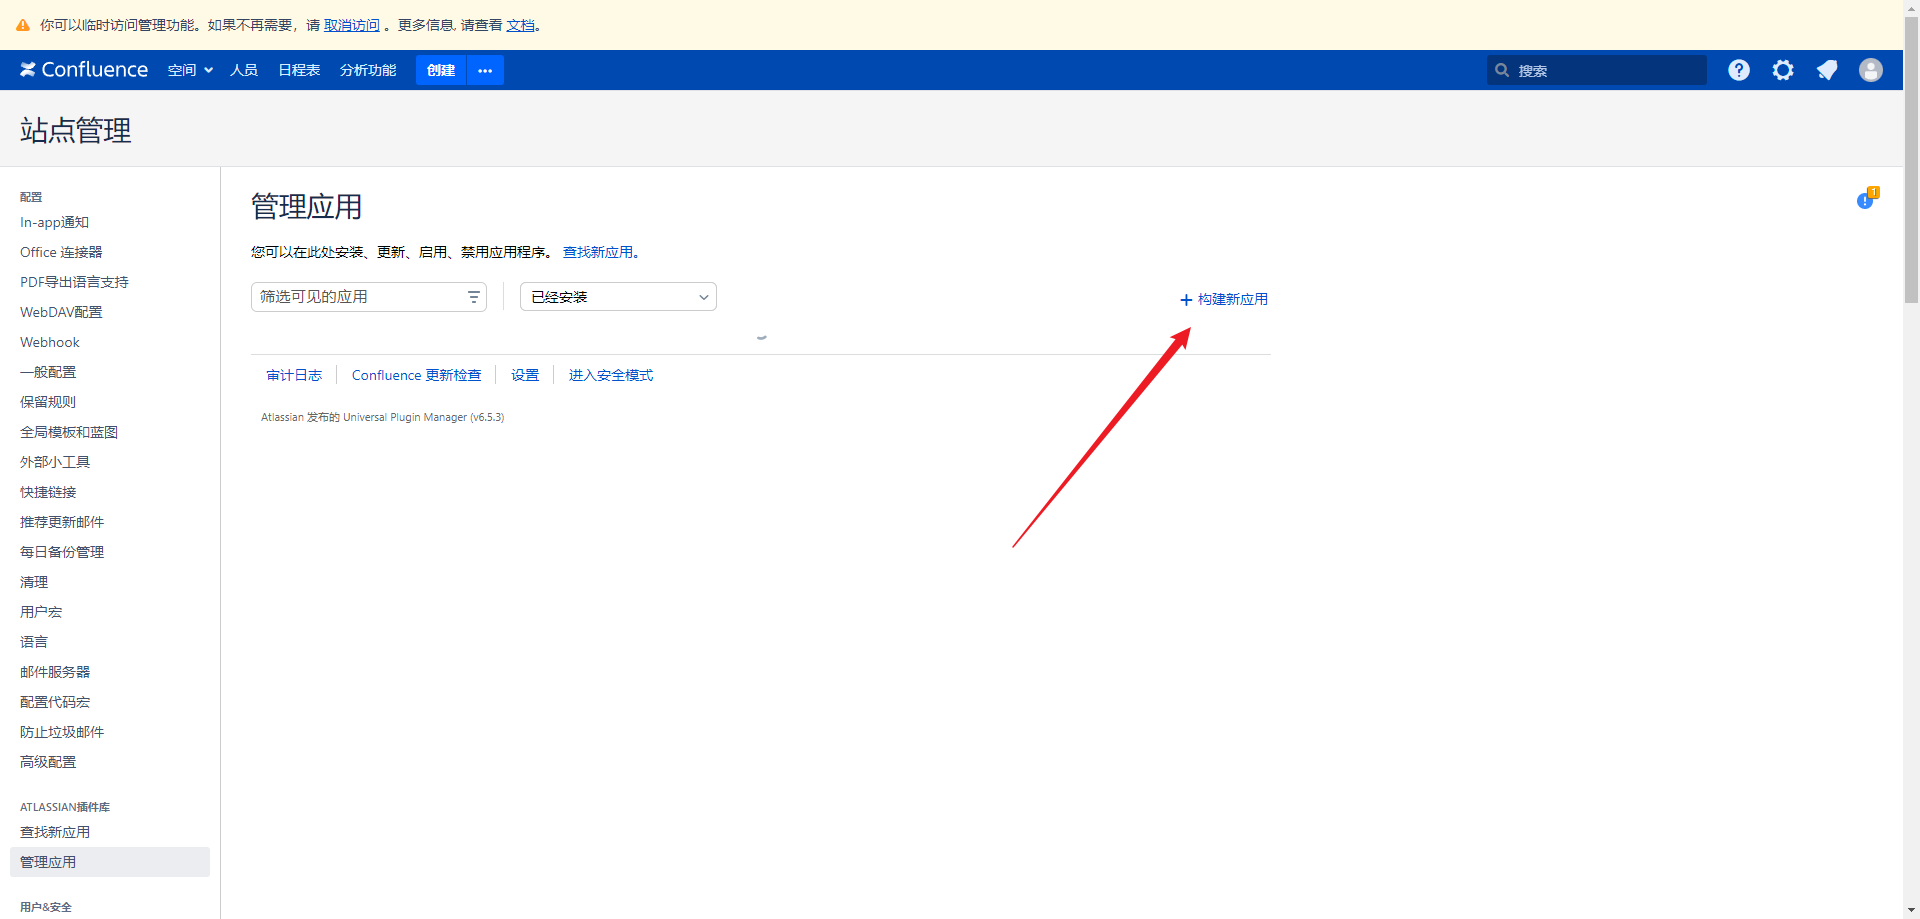 你可以临时访问管理功能。如果不再需要，请 取消访问 。更多信息, 请查看 文档。
Confluence 空间 人员 日程表 分析功能 创建 ••• 搜索
站点管理
配置
In-app通知
Office 连接器
PDF导出语言支持
WebDAV配置
Webhook
一般配置
保留规则
全局模板和蓝图
外部小工具
快捷链接
推荐更新邮件
每日备份管理
清理
用户宏
语言
邮件服务器
配置代码宏
防止垃圾邮件
高级配置
ATLASSIAN插件库
查找新应用
管理应用
用户&安全
管理应用
1
您可以在此处安装、更新、启用、禁用应用程序。 查找新应用。
筛选可见的应用 已经安装 + 构建新应用
审计日志 Confluence 更新检查 设置 进入安全模式
Atlassian 发布的 Universal Plugin Manager (v6.5.3)